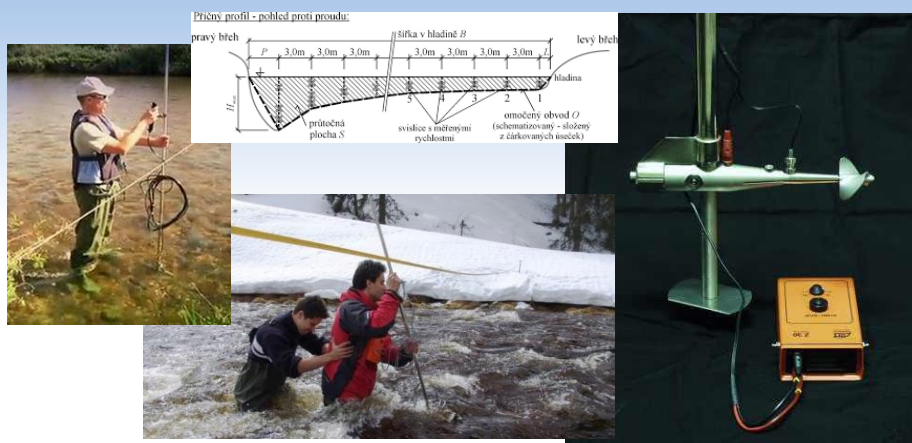 Příčný profil - pohled proti proudu:
pravý břeh
šířka v hladině B
levý břeh
P
3,0m
3,0m
3,0m
3,0m
3,0m
3,0m
3,0m
L
hladina
5
4
3
2
1
průtočná
plocha S
svislice s měřenými
rychlostmi
omočený obvod O
(schematizovaný - složený
z čárkovaných úseček)